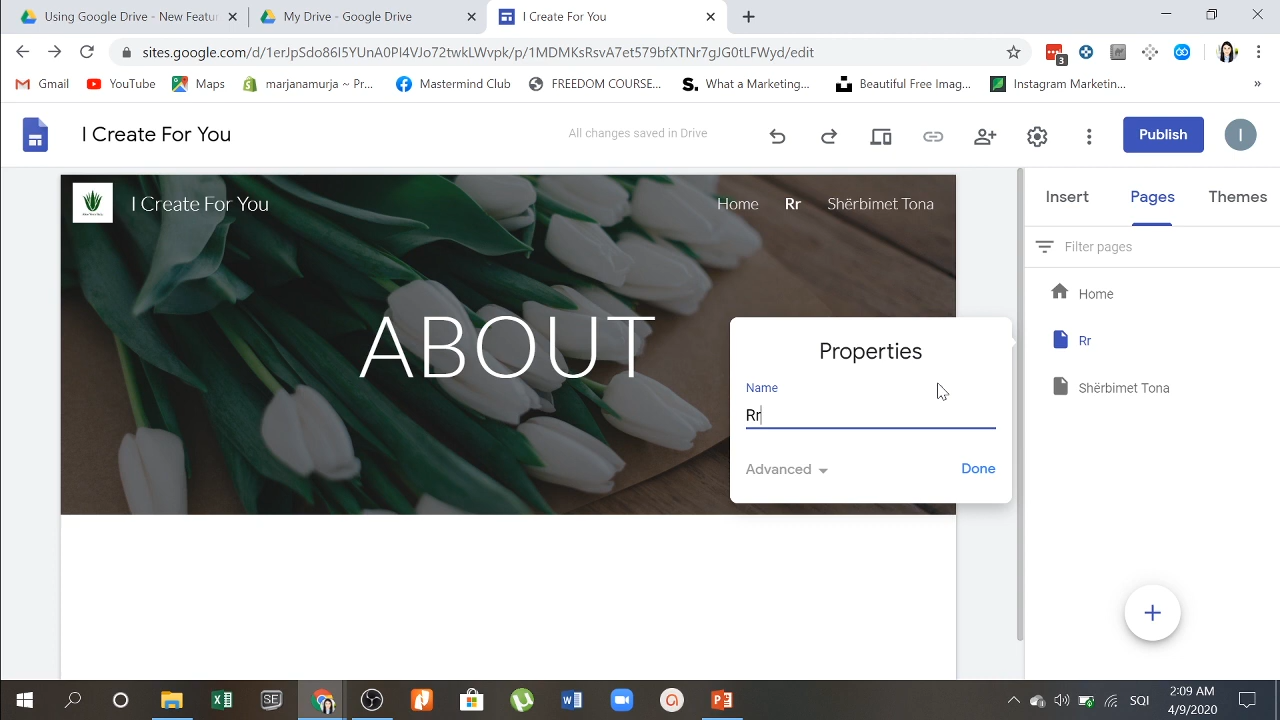 Using Google Drive - New Featur
My Drive - Google Drive
I Create For You
sites.google.com/d/1erJpSdo86I5YUnA0PI4VJo72twkLWvpk/p/1MDMKsRsvA7et579bfXTNr7gJG0tLFWyd/edit
3
Gmail
YouTube
Maps
marjanamurja ~ Pr...
Mastermind Club
FREEDOM COURSE...
S. What a Marketing...
Beautiful Free Imag...
Instagram Marketin...
»
I Create For You
All changes saved in Drive
Publish
I
I Create For You
Home
Rr
Shërbimet Tona
ABOUT
Insert
Pages
Themes
Filter pages
Home
Rr
Shërbimet Tona
Properties
Name
Rr
Advanced
Done
SE
SQI
2:09 AM
4/9/2020